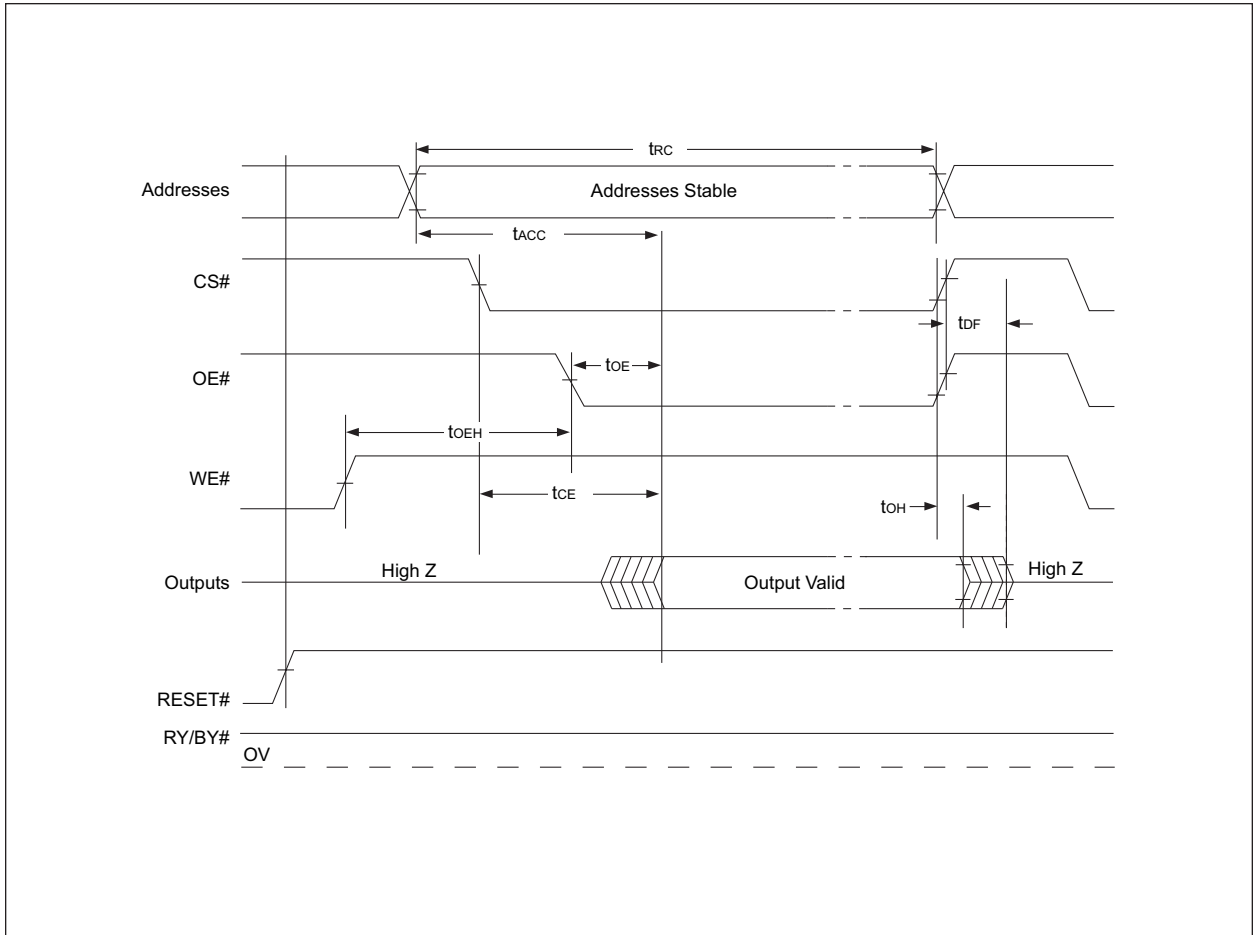 tRC
Addresses
Addresses Stable
tACC
CS#
tDF
OE#
tOE
tOEH
WE#
tCE
tOH
Outputs
High Z
Output Valid
High Z
RESET#
RY/BY#
OV